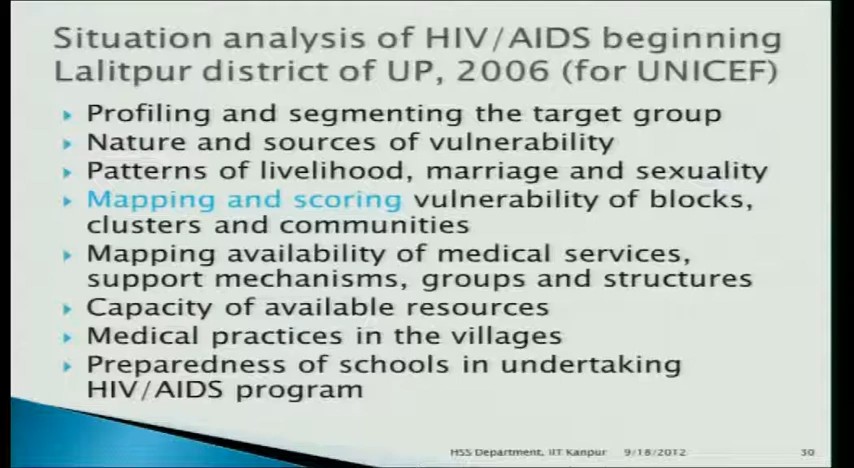 Situation analysis of HIV/AIDS beginning
Lalitpur district of UP, 2006 (for UNICEF)
Profiling and segmenting the target group
Nature and sources of vulnerability
Patterns of livelihood, marriage and sexuality
Mapping and scoring vulnerability of blocks,
clusters and communities
Mapping availability of medical services,
support mechanisms, groups and structures
Capacity of available resources
Medical practices in the villages
Preparedness of schools in undertaking
HIV/AIDS program
HSS Department, IIT Kanpur 9/18/2012 30